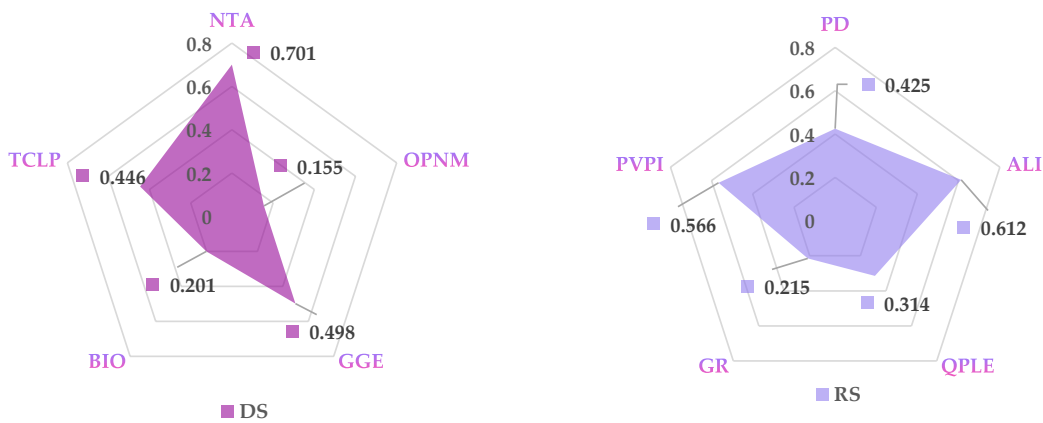 NTA
0.8
0.701
0.6
0.4
TCLP
0.446
0.155
OPNM
0.2
0
0.201
0.498
BIO
GGE
DS
PD
0.8
0.425
0.6
0.4
PVPI
ALI
0.2
0
0.566
0.612
0.215
0.314
GR
QPLE
RS